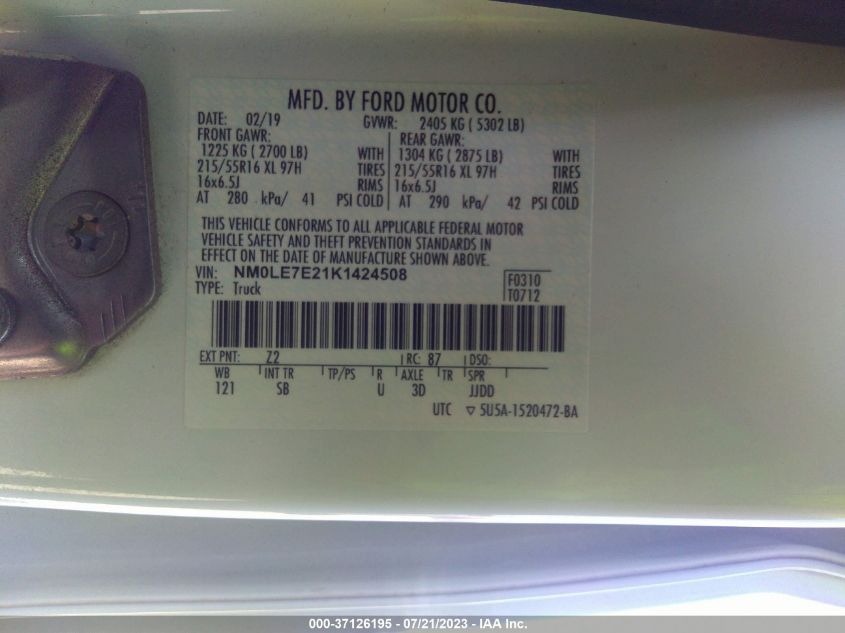 MFD. BY FORD MOTOR CO.
DATE: 02/19 GVWR: 2405 KG ( 5302 LB)
FRONT GAWR: REAR GAWR:
1225 KG ( 2700 LB) WITH 1304 KG ( 2875 LB) WITH
215/55R16 XL 97H TIRES 215/55R16 XL 97H TIRES
16x6.5J RIMS 16x6.5J RIMS
AT 280 kPa/ 41 PSI COLD AT 290 kPa/ 42 PSI COLD
THIS VEHICLE CONFORMS TO ALL APPLICABLE FEDERAL MOTOR
VEHICLE SAFETY AND THEFT PREVENTION STANDARDS IN
EFFECT ON THE DATE OF MANUFACTURE SHOWN ABOVE.
VIN: NM0LE7E21K1424508 F0310
TYPE: Truck T0712
EXT PNT: Z2 RC: 87 DSO:
WB INT TR TP/PS R AXLE TR SPR
121 SB U 3D JJDD
UTC ▽ 5U5A-1520472-BA
000-37126195 - 07/21/2023 - IAA Inc.